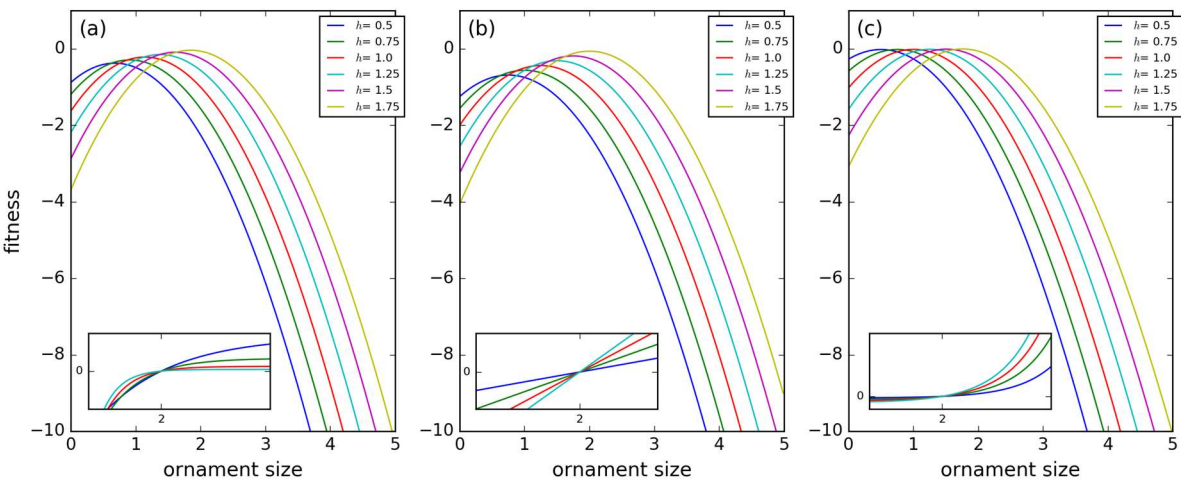 (a)
h= 0.5
h= 0.75
h= 1.0
h= 1.25
h= 1.5
h= 1.75
0
−2
−4
−6
−8
−10
fitness
0
2
0 1 2 3 4 5
ornament size
(b)
h= 0.5
h= 0.75
h= 1.0
h= 1.25
h= 1.5
h= 1.75
0
−2
−4
−6
−8
−10
0
2
0 1 2 3 4 5
ornament size
(c)
h= 0.5
h= 0.75
h= 1.0
h= 1.25
h= 1.5
h= 1.75
0
−2
−4
−6
−8
−10
0
2
0 1 2 3 4 5
ornament size